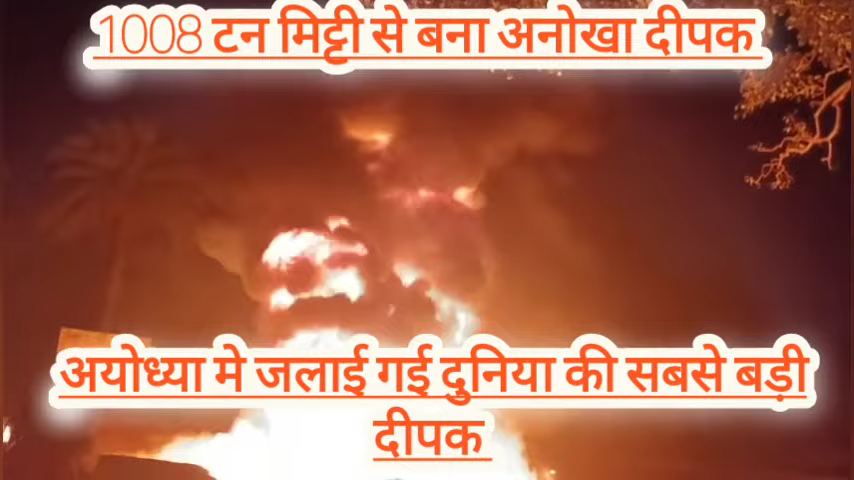 1008 टन मिट्टी से बना अनोखा दीपक
अयोध्या मे जलाई गई दुनिया की सबसे बड़ी
दीपक